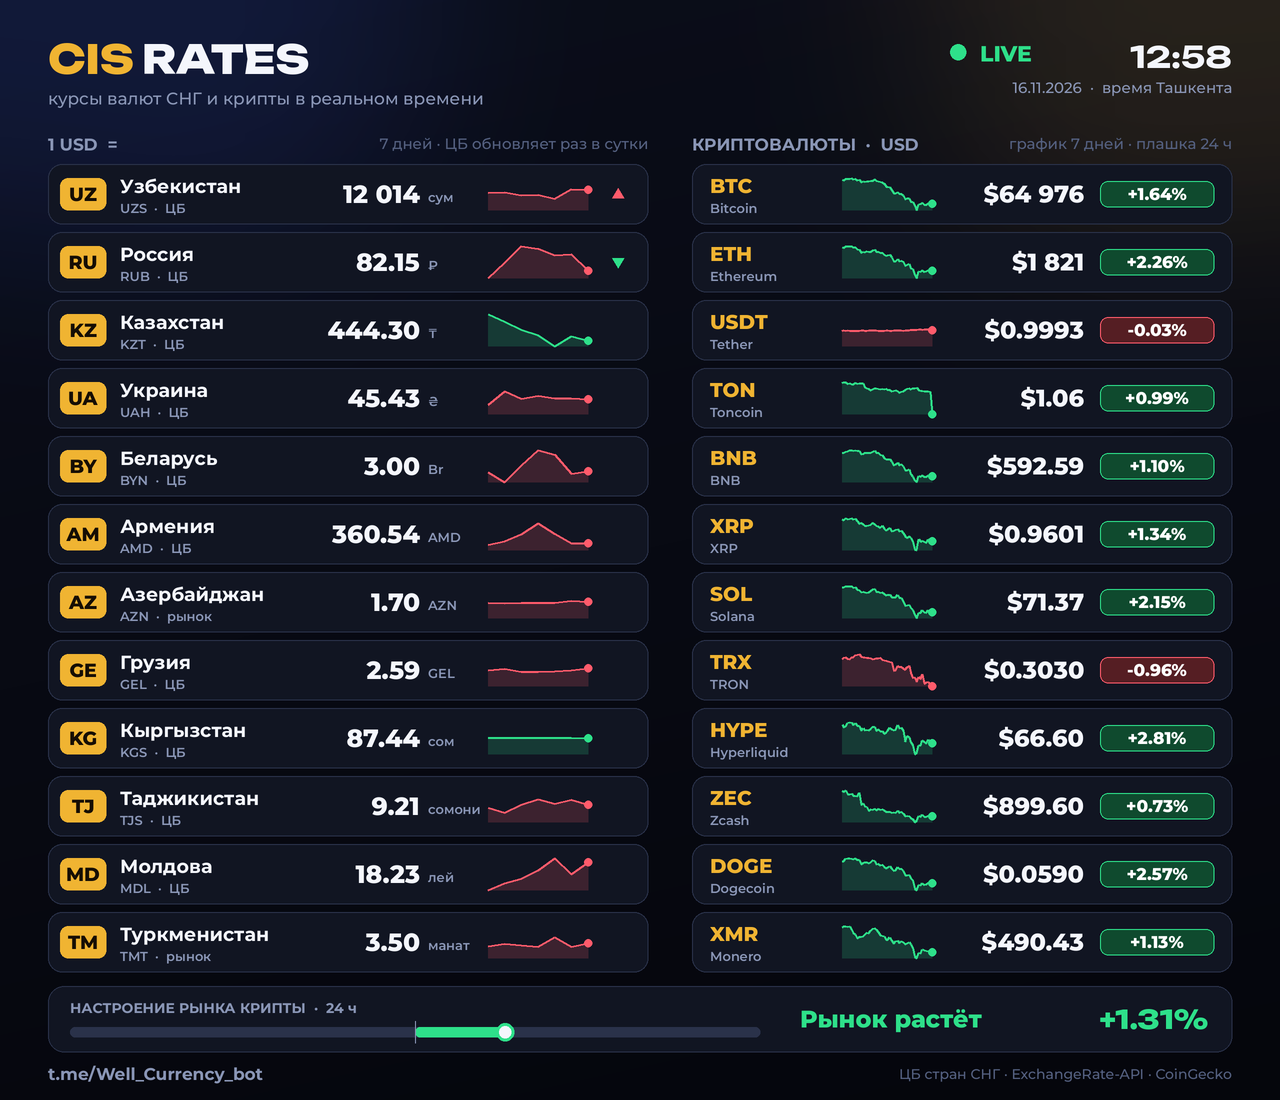 CIS RATES
курсы валют СНГ и крипты в реальном времени
LIVE
12:58
16.11.2026 · время Ташкента
1 USD =
7 дней · ЦБ обновляет раз в сутки
UZ Узбекистан 12 014 сум
UZS · ЦБ
RU Россия 82.15 ₽
RUB · ЦБ
KZ Казахстан 444.30 ₸
KZT · ЦБ
UA Украина 45.43 ₴
UAH · ЦБ
BY Беларусь 3.00 Br
BYN · ЦБ
AM Армения 360.54 AMD
AMD · ЦБ
AZ Азербайджан 1.70 AZN
AZN · рынок
GE Грузия 2.59 GEL
GEL · ЦБ
KG Кыргызстан 87.44 сом
KGS · ЦБ
TJ Таджикистан 9.21 сомони
TJS · ЦБ
MD Молдова 18.23 лей
MDL · ЦБ
TM Туркменистан 3.50 манат
TMT · рынок
КРИПТОВАЛЮТЫ · USD
график 7 дней · плашка 24 ч
BTC $64 976 +1.64%
Bitcoin
ETH $1 821 +2.26%
Ethereum
USDT $0.9993 -0.03%
Tether
TON $1.06 +0.99%
Toncoin
BNB $592.59 +1.10%
BNB
XRP $0.9601 +1.34%
XRP
SOL $71.37 +2.15%
Solana
TRX $0.3030 -0.96%
TRON
HYPE $66.60 +2.81%
Hyperliquid
ZEC $899.60 +0.73%
Zcash
DOGE $0.0590 +2.57%
Dogecoin
XMR $490.43 +1.13%
Monero
НАСТРОЕНИЕ РЫНКА КРИПТЫ · 24 ч
Рынок растёт +1.31%
t.me/Well_Currency_bot
ЦБ стран СНГ · ExchangeRate-API · CoinGecko